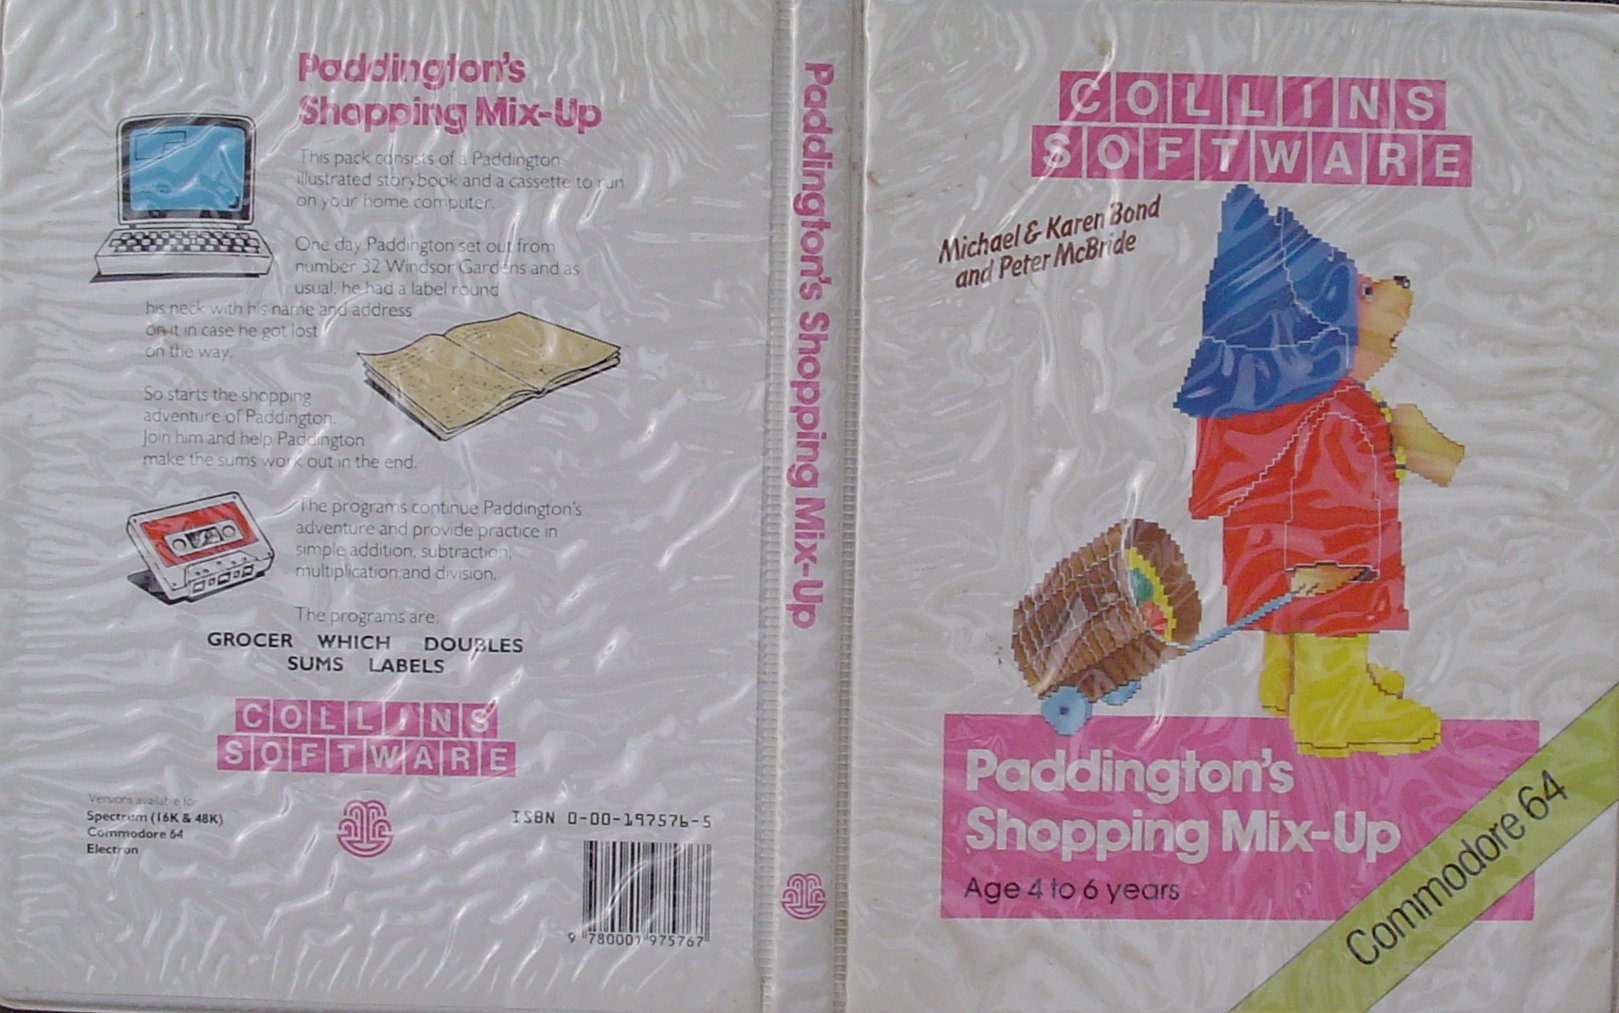 Paddington's
Shopping Mix-Up
This pack consists of a Paddington
illustrated storybook and a cassette to run
on your home computer.
One day Paddington set out from
number 32 Windsor Gardens and as
usual, he had a label round
his neck with his name and address
on it in case he got lost
on the way.
So starts the shopping
adventure of Paddington.
Join him and help Paddington
make the sums work out in the end.
The programs continue Paddington's
adventure and provide practice in
simple addition, subtraction,
multiplication and division.
The programs are:
GROCER WHICH DOUBLES
SUMS LABELS
COLLINS
SOFTWARE
Versions available for
Spectrum (16K & 48K)
Commodore 64
Electron
ISBN 0-00-197576-5
9 780001 975767
Paddington's Shopping Mix-Up
COLLINS
SOFTWARE
Michael & Karen Bond
and Peter McBride
Paddington's
Shopping Mix-Up
Age 4 to 6 years
Commodore 64